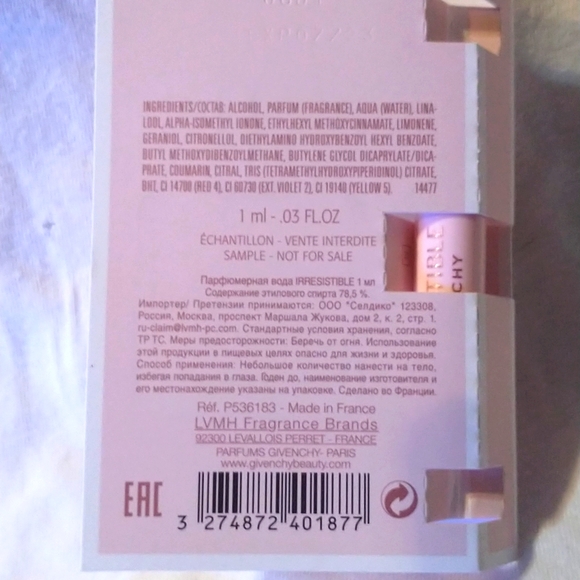 INGREDIENTS/СОСТАВ: ALCOHOL, PARFUM (FRAGRANCE), AQUA (WATER), LINA-
LOOL, ALPHA-ISOMETHYL IONONE, ETHYLHEXYL METHOXYCINNAMATE, LIMONENE,
GERANIOL, CITRONELLOL, DIETHYLAMINO HYDROXYBENZOYL HEXYL BENZOATE,
BUTYL METHOXYDIBENZOYLMETHANE, BUTYLENE GLYCOL DICAPRYLATE/DICA-
PRATE, COUMARIN, CITRAL, TRIS (TETRAMETHYLHYDROXYPIPERIDINOL) CITRATE,
BHT, CI 14700 (RED 4), CI 60730 (EXT. VIOLET 2), CI 19140 (YELLOW 5). 14477
1 ml - .03 FL.OZ
ÉCHANTILLON - VENTE INTERDITE
SAMPLE - NOT FOR SALE
TIBLE
CHY
Парфюмерная вода IRRESISTIBLE 1 мл
Содержание этилового спирта 78,5 %.
Импортер/ Претензии принимаются: ООО "Селдико" 123308,
Россия, Москва, проспект Маршала Жукова, дом 2, к. 2, стр. 1,
ru-claim@lvmh-pc.com. Стандартные условия хранения, согласно
ТР ТС. Меры предосторожности: Беречь от огня. Использование
этой продукции в пищевых целях опасно для жизни и здоровья.
Способ применения: Небольшое количество нанести на тело,
избегая попадания в глаза. Годен до, наименование изготовителя и
его местонахождение указаны на упаковке. Сделано во Франции.
Réf. P536183 - Made in France
LVMH Fragrance Brands
92300 LEVALLOIS PERRET - FRANCE
PARFUMS GIVENCHY- PARIS
www.givenchybeauty.com
EAC
3 274872 401877